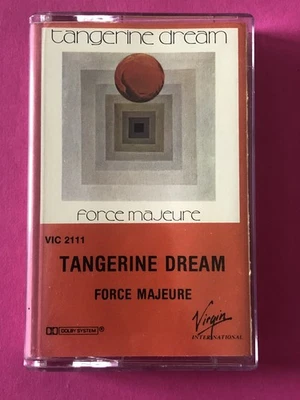 tangerine dream
force majeure
VIC 2111
TANGERINE DREAM
FORCE MAJEURE
DOLBY SYSTEM®
Virgin
INTERNATIONAL